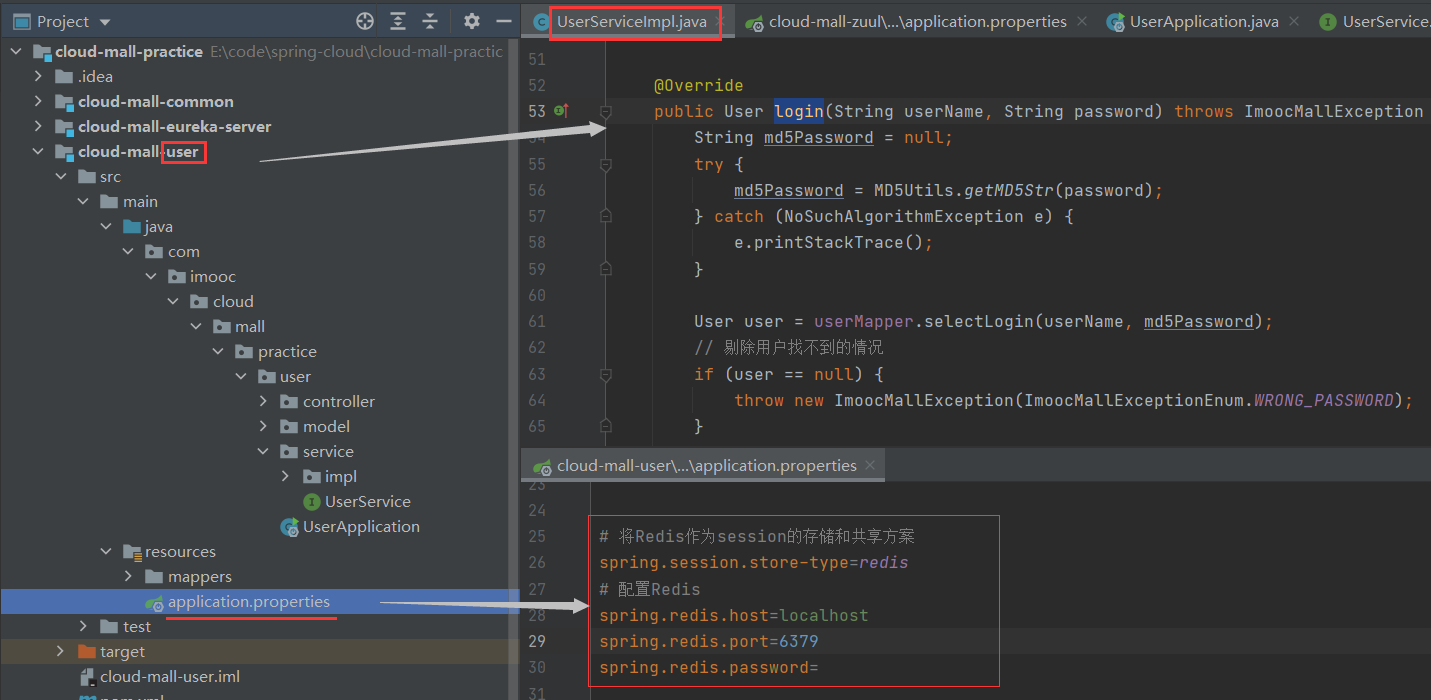 Project
cloud-mall-practice E:\code\spring-cloud\cloud-mall-practic
.idea
cloud-mall-common
cloud-mall-eureka-server
cloud-mall-user
src
main
java
com
imooc
cloud
mall
practice
user
controller
model
service
impl
UserService
UserApplication
resources
mappers
application.properties
test
target
cloud-mall-user.iml
pom.xml
UserServiceImpl.java cloud-mall-zuul\...\application.properties UserApplication.java UserService.
51
52 @Override
53 public User login(String userName, String password) throws ImoocMallException
54 String md5Password = null;
55 try {
56 md5Password = MD5Utils.getMD5Str(password);
57 } catch (NoSuchAlgorithmException e) {
58 e.printStackTrace();
59 }
60
61 User user = userMapper.selectLogin(userName, md5Password);
62 // 剔除用户找不到的情况
63 if (user == null) {
64 throw new ImoocMallException(ImoocMallExceptionEnum.WRONG_PASSWORD);
65 }
cloud-mall-user\...\application.properties
23
24
25 # 将Redis作为session的存储和共享方案
26 spring.session.store-type=redis
27 # 配置Redis
28 spring.redis.host=localhost
29 spring.redis.port=6379
30 spring.redis.password=
31